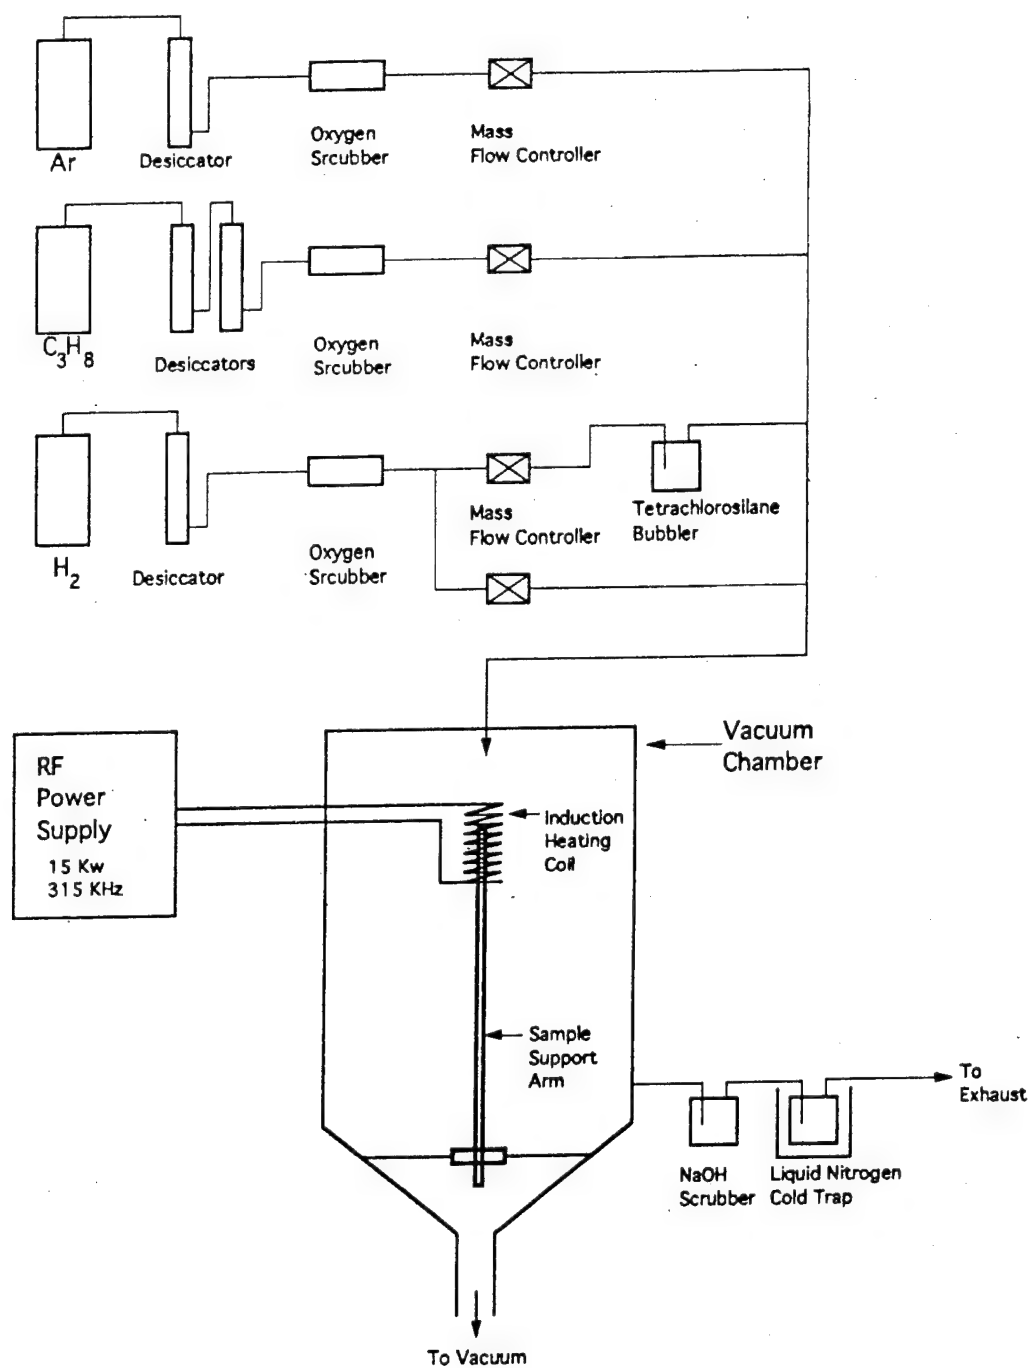 Ar
Desiccator
Oxygen
Srcubber
Mass
Flow Controller
C3H8
Desiccators
Oxygen
Srcubber
Mass
Flow Controller
H2
Desiccator
Oxygen
Srcubber
Mass
Flow Controller
Tetrachlorosilane
Bubbler
RF
Power
Supply
15 Kw
315 KHz
Vacuum
Chamber
Induction
Heating
Coil
Sample
Support
Arm
To
Exhaust
NaOH
Scrubber
Liquid Nitrogen
Cold Trap
To Vacuum